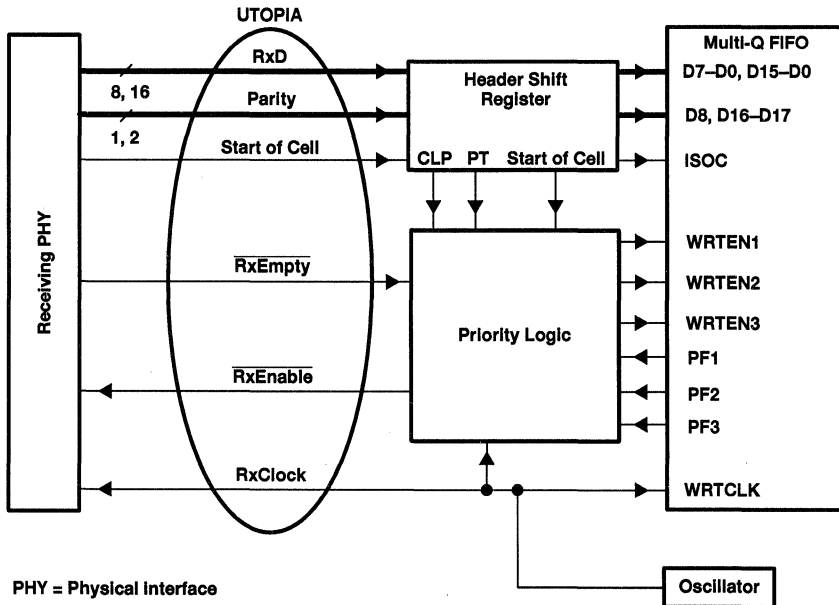 UTOPIA
Multi-Q FIFO
RxD
8, 16
Header Shift
Register
D7–D0, D15–D0
Parity
1, 2
D8, D16–D17
Start of Cell
CLP PT Start of Cell
ISOC
Receiving PHY
RxEmpty
RxEnable
RxClock
Priority Logic
WRTEN1
WRTEN2
WRTEN3
PF1
PF2
PF3
WRTCLK
Oscillator
PHY = Physical interface